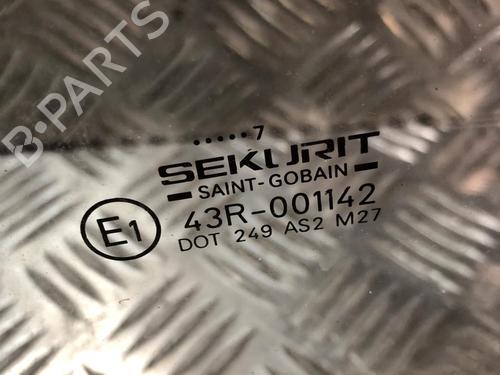 B-PARTS
.....7
SEKURIT
SAINT-GOBAIN
E1
43R-001142
DOT 249 AS2 M27